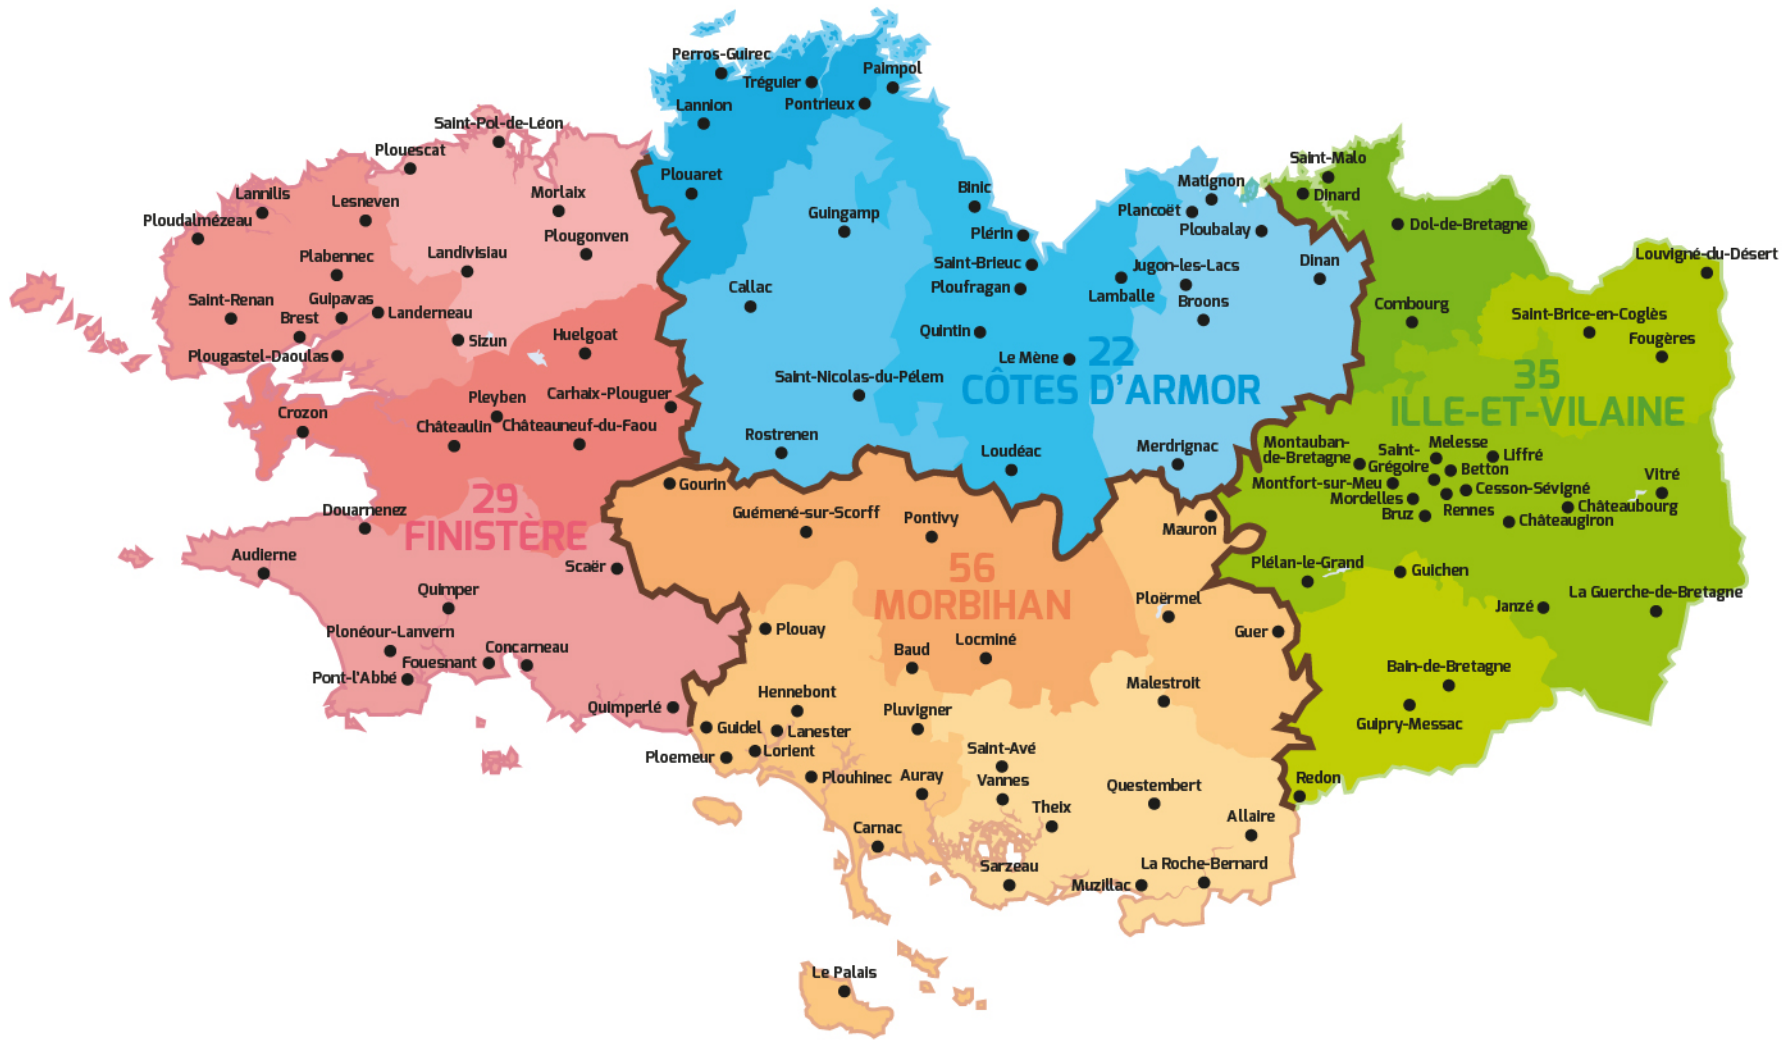 Perros-Guirec
Tréguier
Paimpol
Pontrieux
Lannion
Plouaret
Guingamp
Binic
Plérin
Saint-Brieuc
Ploufragan
Callac
Quintin
Le Mène
Saint-Nicolas-du-Pélem
Rostrenen
Loudéac
Matignon
Plancoët
Ploubalay
Jugon-les-Lacs
Lamballe
Broons
Dinan
Merdrignac
22
CÔTES D'ARMOR
Saint-Pol-de-Léon
Plouescat
Lannilis
Lesneven
Morlaix
Ploudalmézeau
Plougonven
Plabennec
Landivisiau
Saint-Renan
Guipavas
Brest
Landerneau
Plougastel-Daoulas
Sizun
Huelgoat
Pleyben
Carhaix-Plouguer
Crozon
Châteaulin
Châteauneuf-du-Faou
29
FINISTÈRE
Douarnenez
Audierne
Scaër
Quimper
Plonéour-Lanvern
Fouesnant
Concarneau
Pont-l'Abbé
Quimperlé
Saint-Malo
Dinard
Dol-de-Bretagne
Louvigné-du-Désert
Combourg
Saint-Brice-en-Coglès
Fougères
35
ILLE-ET-VILAINE
Montauban-
de-Bretagne
Saint-
Grégoire
Melesse
Liffré
Betton
Montfort-sur-Meu
Cesson-Sévigné
Vitré
Mordelles
Rennes
Châteaubourg
Bruz
Châteaugiron
Plélan-le-Grand
Guichen
Janzé
La Guerche-de-Bretagne
Bain-de-Bretagne
Guipry-Messac
Redon
Gourin
Guémené-sur-Scorff
Pontivy
Mauron
56
MORBIHAN
Ploërmel
Plouay
Guer
Baud
Locminé
Malestroit
Hennebont
Pluvigner
Guidel
Lanester
Lorient
Ploemeur
Plouhinec
Auray
Saint-Avé
Vannes
Theix
Questembert
Allaire
Carnac
Sarzeau
Muzillac
La Roche-Bernard
Le Palais